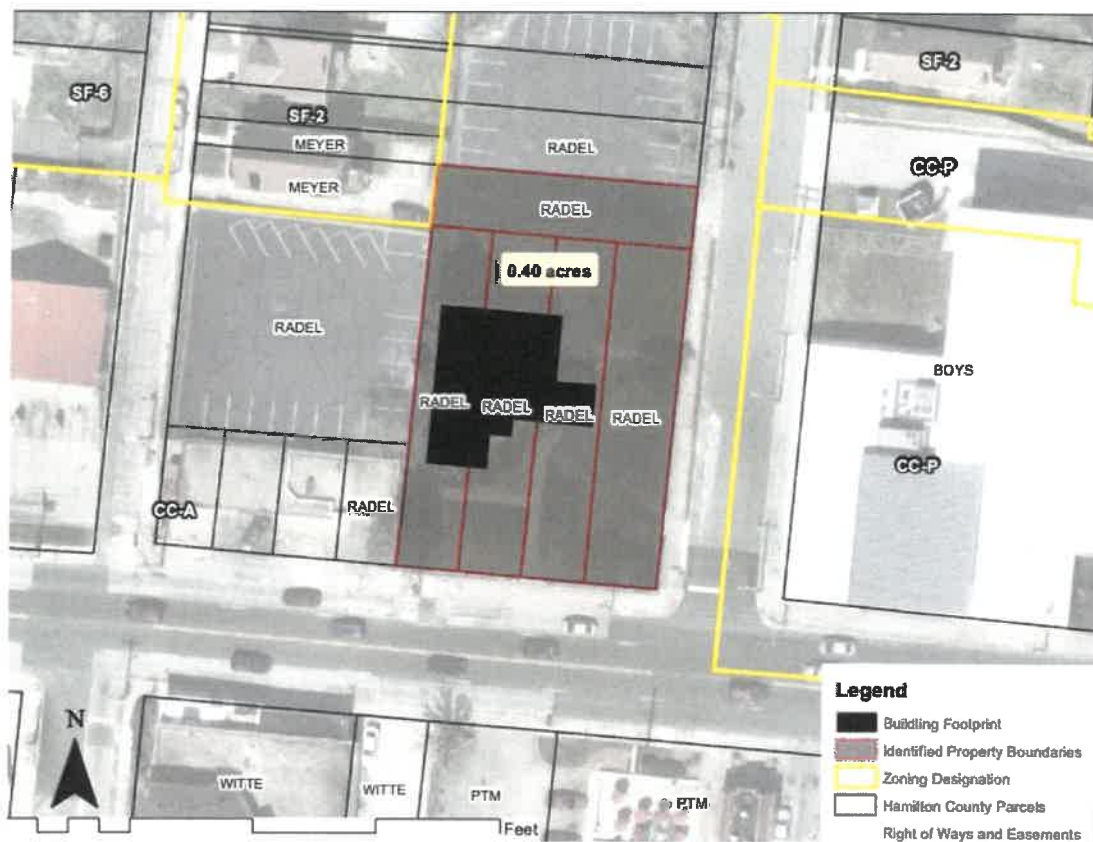 SF-6
SF-2
MEYER
MEYER
RADEL
RADEL
SF-2
CC-P
0.40 acres
RADEL
BOYS
RADEL
RADEL
RADEL
RADEL
CC-P
CC-A
RADEL
N
WITTE
WITTE
PTM
PTM
Feet
Legend
Buildling Footprint
Identified Property Boundaries
Zoning Designation
Hamilton County Parcels
Right of Ways and Easements